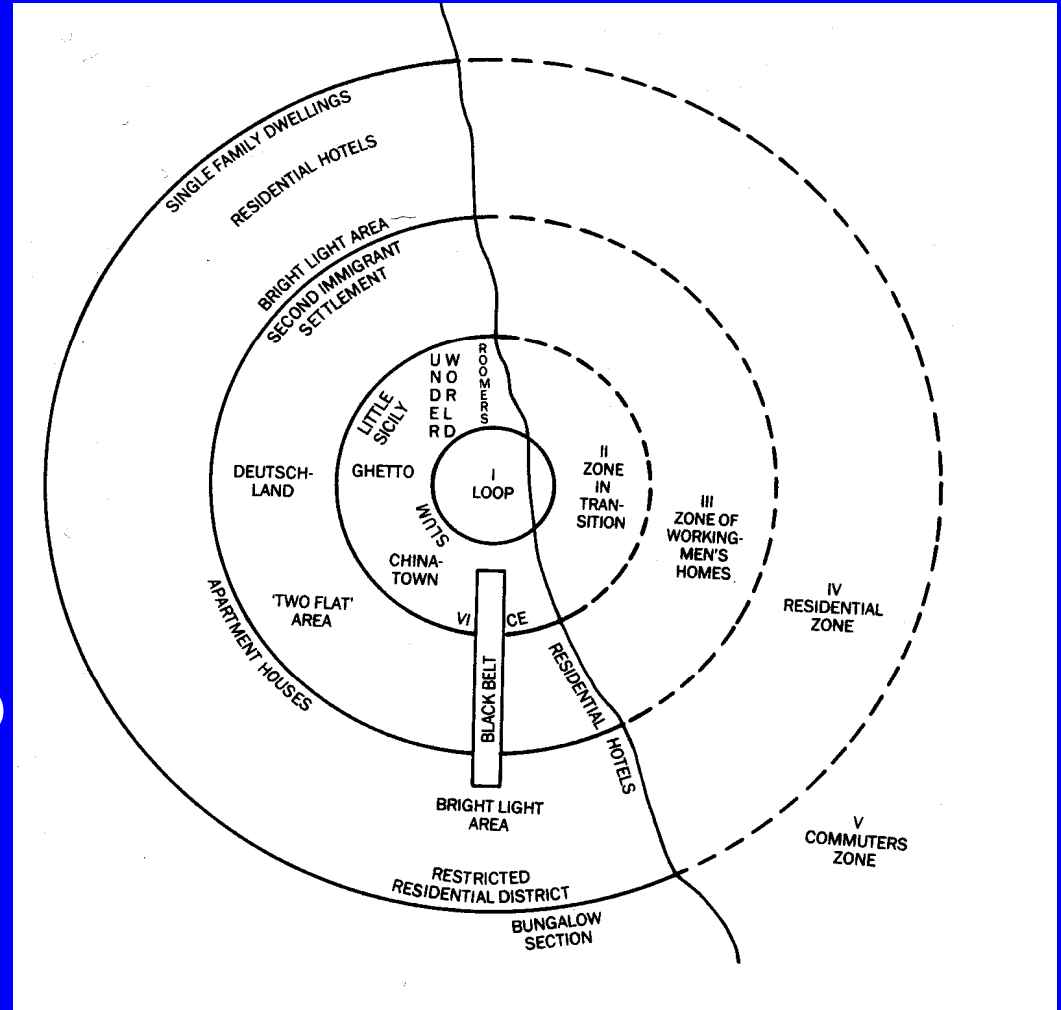 SINGLE FAMILY DWELLINGS
RESIDENTIAL HOTELS
BRIGHT LIGHT AREA
SECOND IMMIGRANT
SETTLEMENT
UNDER
WORLD
ROOMERS
LITTLE
SICILY
GHETTO
DEUTSCH-
LAND
I
LOOP
SLUM
CHINA-
TOWN
'TWO FLAT'
AREA
VICE
APARTMENT HOUSES
BLACK BELT
RESIDENTIAL HOTELS
BRIGHT LIGHT
AREA
RESTRICTED
RESIDENTIAL DISTRICT
BUNGALOW
SECTION
II
ZONE
IN
TRAN-
SITION
III
ZONE OF
WORKING-
MEN'S
HOMES
IV
RESIDENTIAL
ZONE
V
COMMUTERS
ZONE